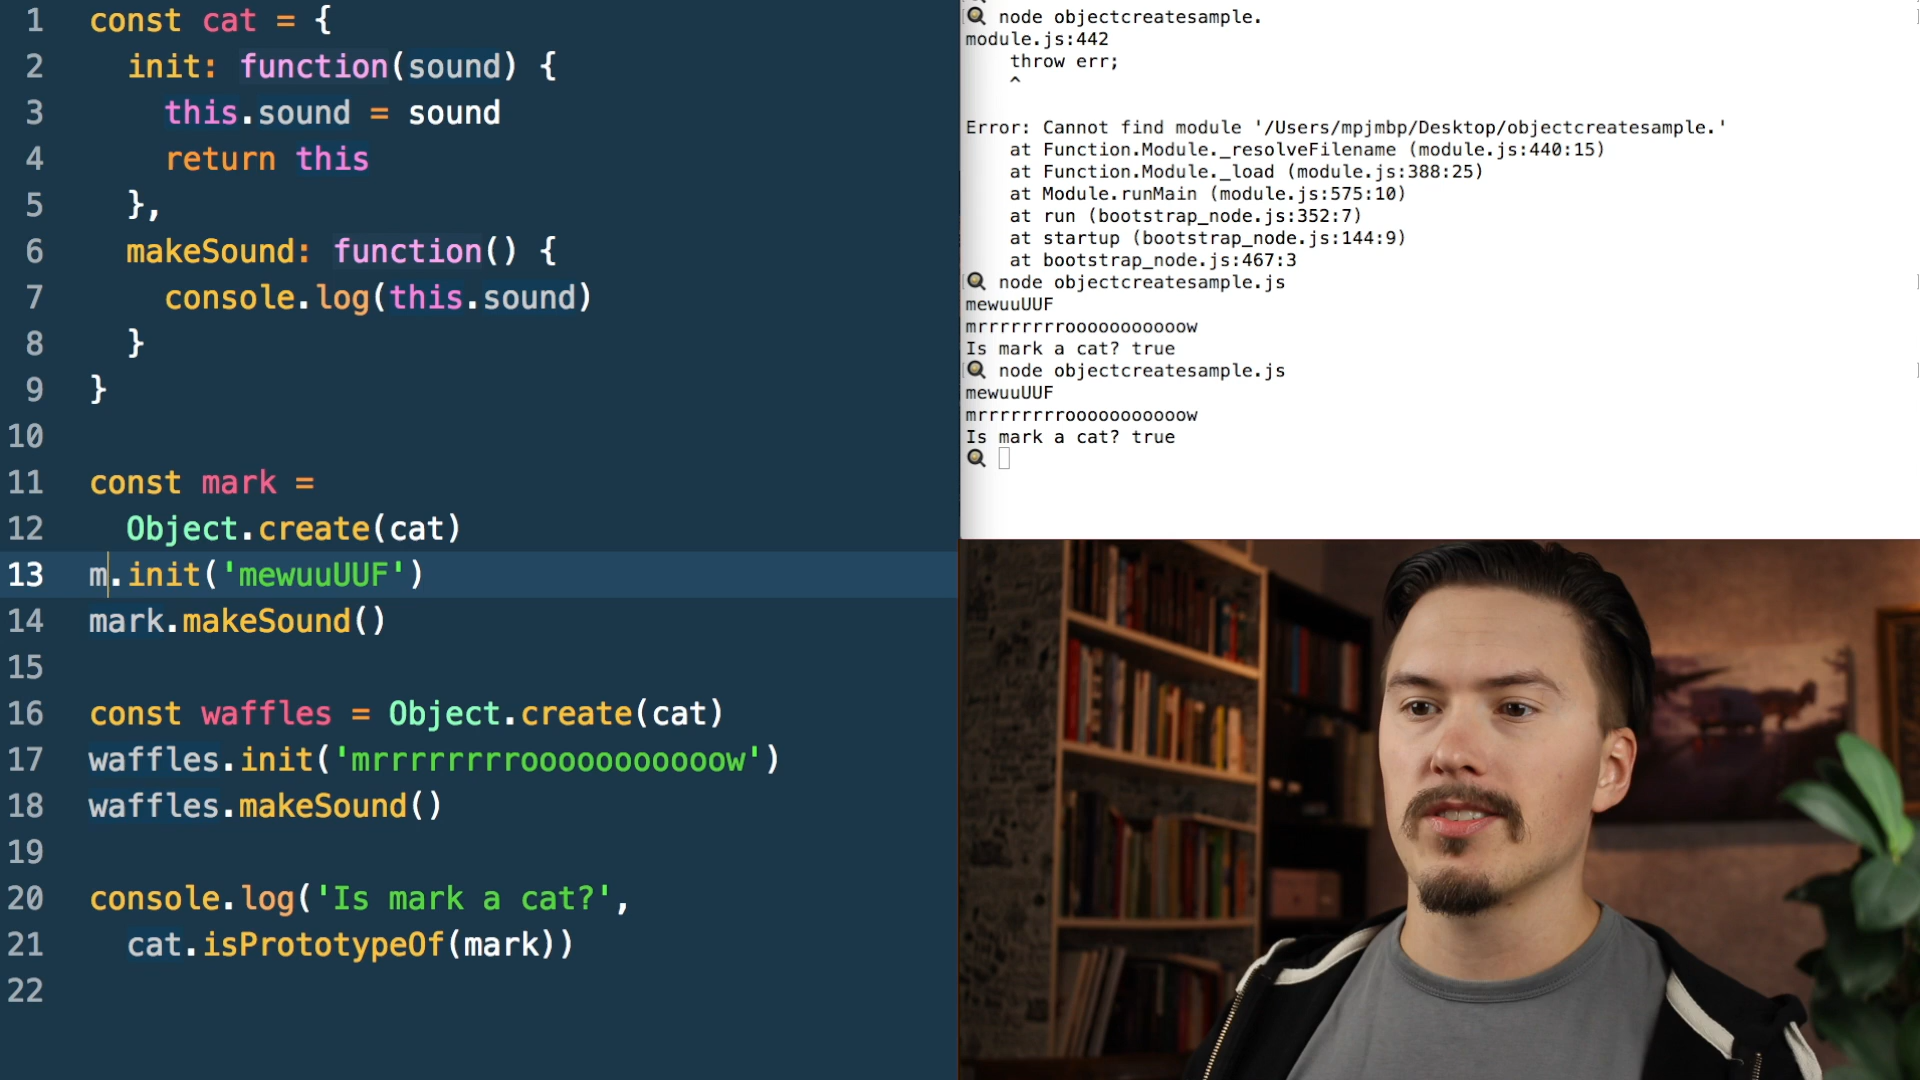 1 const cat = {
2 init: function(sound) {
3 this.sound = sound
4 return this
5 },
6 makeSound: function() {
7 console.log(this.sound)
8 }
9 }
10
11 const mark =
12 Object.create(cat)
13 m.init('mewuuUUF')
14 mark.makeSound()
15
16 const waffles = Object.create(cat)
17 waffles.init('mrrrrrrrrooooooooooow')
18 waffles.makeSound()
19
20 console.log('Is mark a cat?',
21 cat.isPrototypeOf(mark))
22
node objectcreatesample.
module.js:442
throw err;
^
Error: Cannot find module '/Users/mpjmbp/Desktop/objectcreatesample.'
at Function.Module._resolveFilename (module.js:440:15)
at Function.Module._load (module.js:388:25)
at Module.runMain (module.js:575:10)
at run (bootstrap_node.js:352:7)
at startup (bootstrap_node.js:144:9)
at bootstrap_node.js:467:3
node objectcreatesample.js
mewuuUUF
mrrrrrrrrooooooooooow
Is mark a cat? true
node objectcreatesample.js
mewuuUUF
mrrrrrrrrooooooooooow
Is mark a cat? true